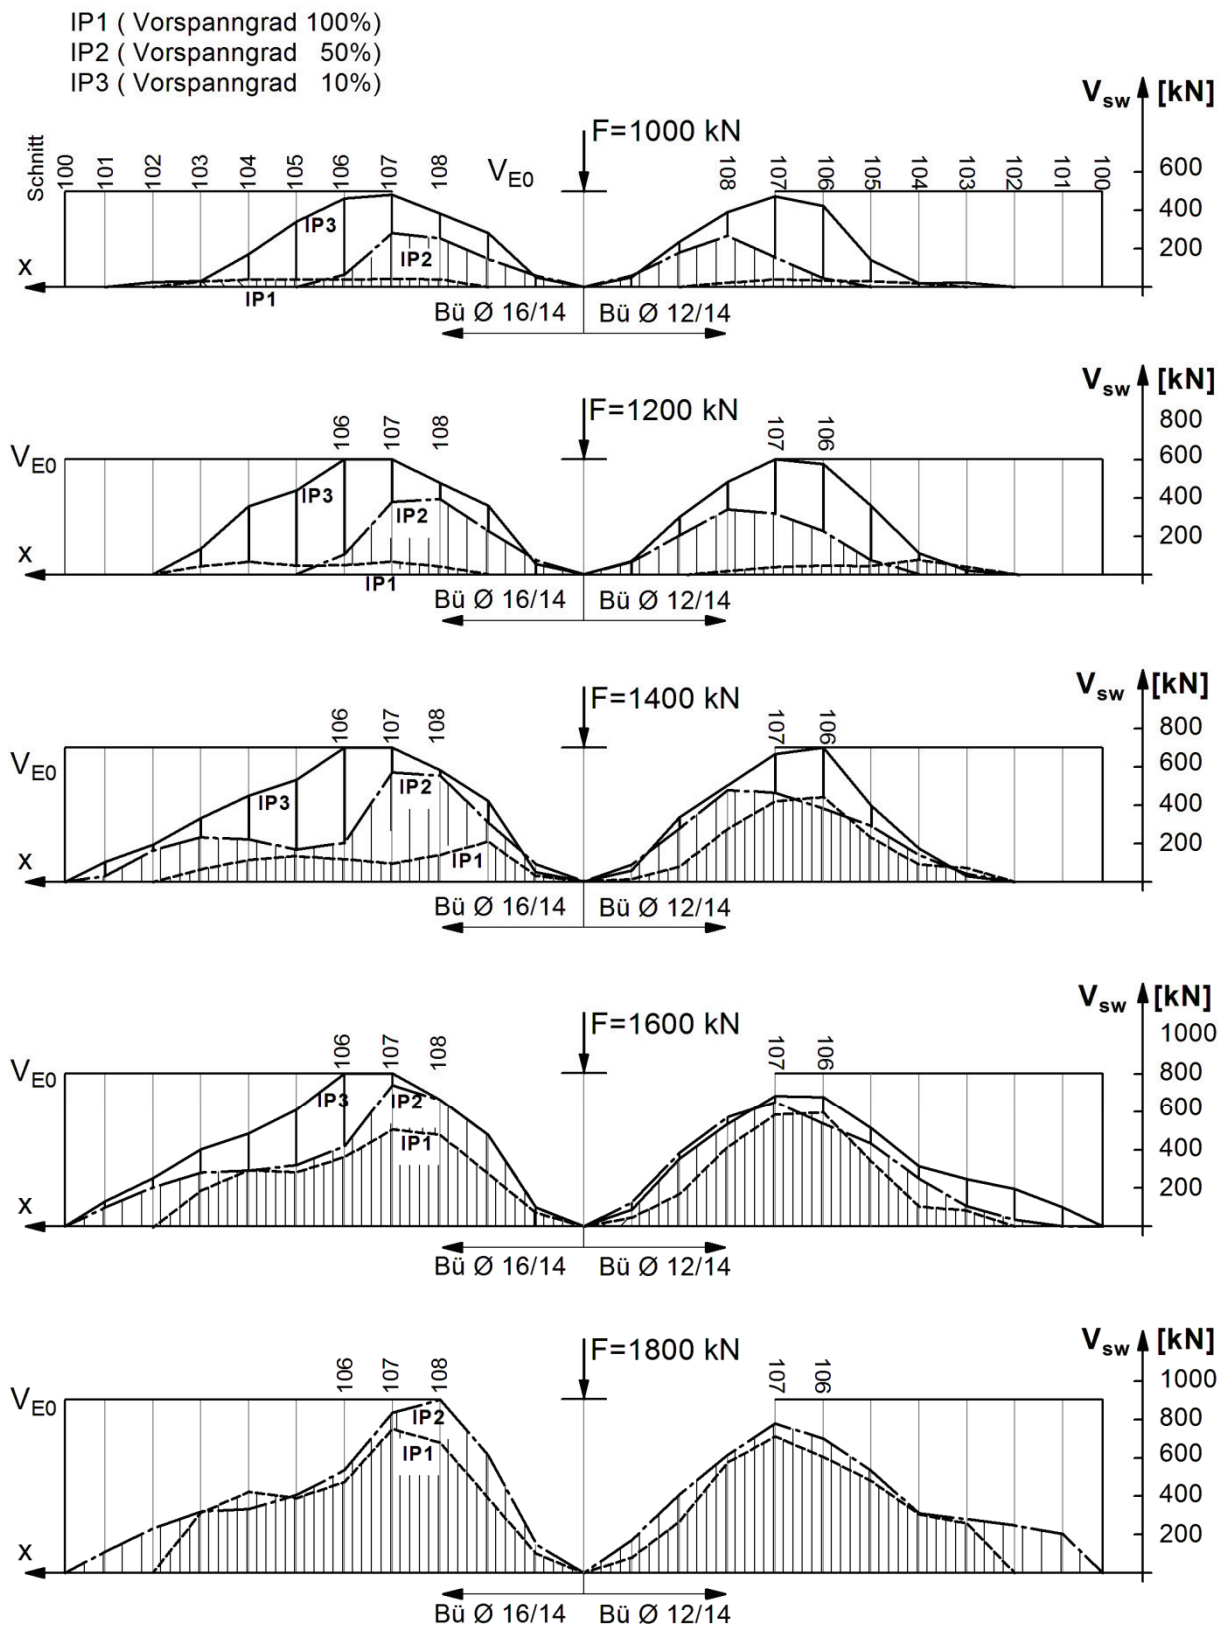 IP1 ( Vorspanngrad 100%)
IP2 ( Vorspanngrad 50%)
IP3 ( Vorspanngrad 10%)
Vsw [kN]
F=1000 kN
Schnitt
100 101 102 103 104 105 106 107 108
VE0
108 107 106 105 104 103 102 101 100
600
400
200
IP3
IP2
IP1
x
Bü Ø 16/14 Bü Ø 12/14
Vsw [kN]
F=1200 kN
106 107 108
107 106
VE0
800
600
400
200
IP3
IP2
IP1
x
Bü Ø 16/14 Bü Ø 12/14
Vsw [kN]
F=1400 kN
106 107 108
107 106
VE0
800
600
400
200
IP3
IP2
IP1
x
Bü Ø 16/14 Bü Ø 12/14
Vsw [kN]
F=1600 kN
106 107 108
107 106
VE0
1000
800
600
400
200
IP3
IP2
IP1
x
Bü Ø 16/14 Bü Ø 12/14
Vsw [kN]
F=1800 kN
106 107 108
107 106
VE0
1000
800
600
400
200
IP2
IP1
x
Bü Ø 16/14 Bü Ø 12/14